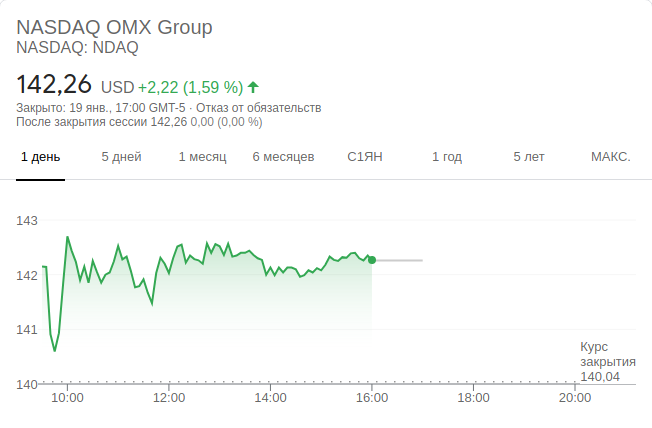 NASDAQ OMX Group
NASDAQ: NDAQ
142,26 USD +2,22 (1,59 %)
Закрыто: 19 янв., 17:00 GMT-5 · Отказ от обязательств
После закрытия сессии 142,26 0,00 (0,00 %)
1 день 5 дней 1 месяц 6 месяцев С1ЯН 1 год 5 лет МАКС.
143
142
141
Курс
закрытия
140,04
140
10:00 12:00 14:00 16:00 18:00 20:00